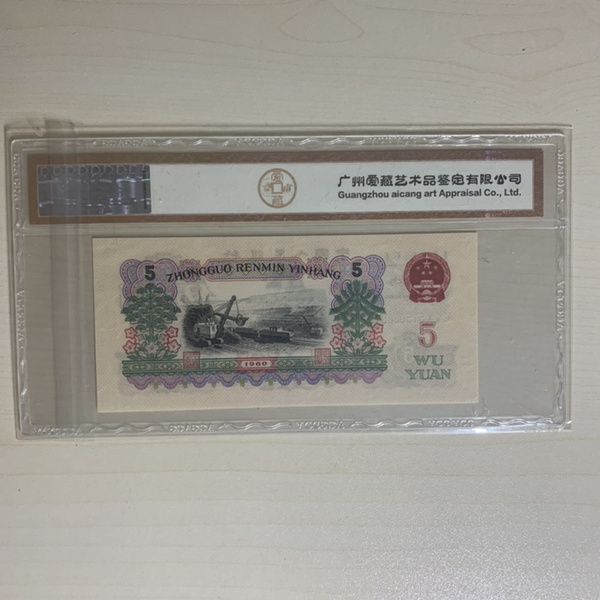 广州爱藏艺术品鉴定有限公司
Guangzhou aicang art Appraisal Co., Ltd.
5
ZHONGGUO RENMIN YINHANG
5
5
WU
YUAN
1960